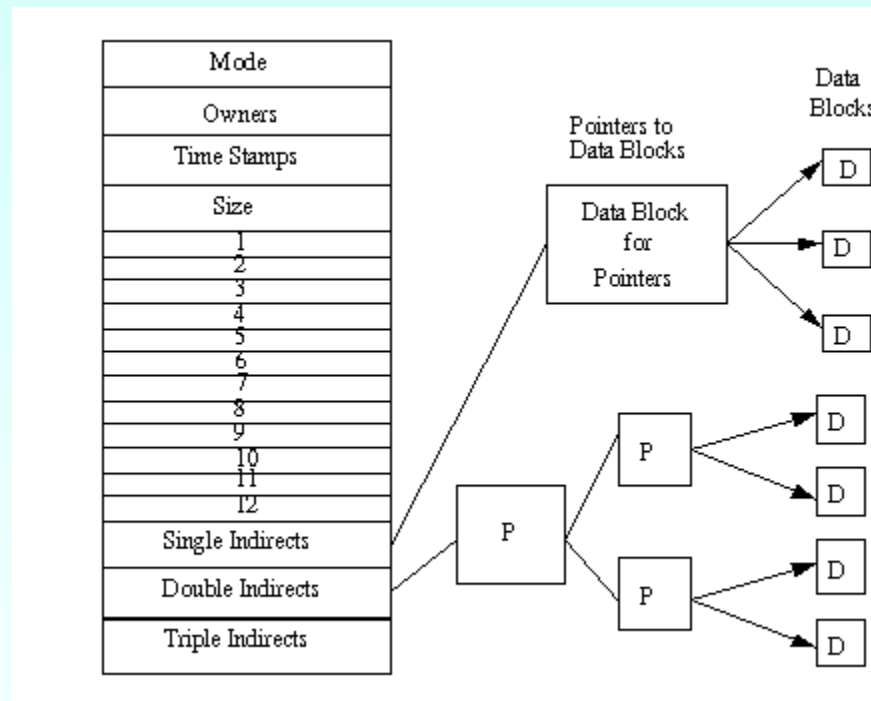 Mode
Owners
Time Stamps
Size
1
2
3
4
5
6
7
8
9
10
11
12
Single Indirects
Double Indirects
Triple Indirects
Pointers to
Data Blocks
Data Block
for
Pointers
P
P
P
Data
Blocks
D
D
D
D
D
D
D